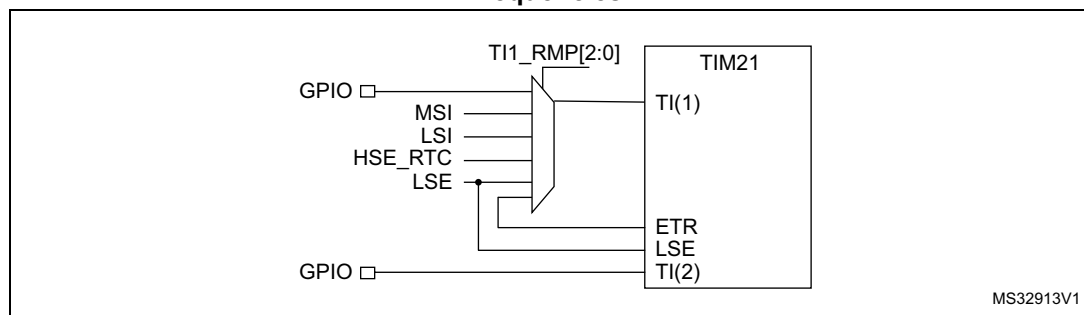 TI1_RMP[2:0]
TIM21
GPIO
TI(1)
MSI
LSI
HSE_RTC
LSE
ETR
LSE
GPIO
TI(2)
MS32913V1